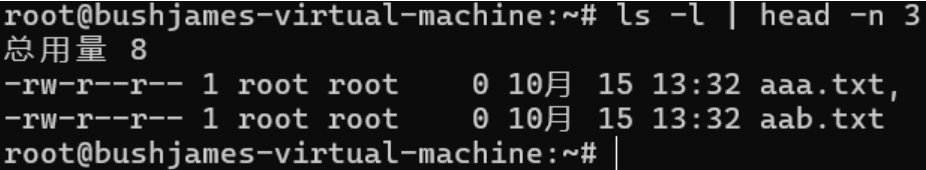 root@bushjames-virtual-machine:~# ls -l | head -n 3
总用量 8
-rw-r--r-- 1 root root    0 10月  15 13:32 aaa.txt,
-rw-r--r-- 1 root root    0 10月  15 13:32 aab.txt
root@bushjames-virtual-machine:~#